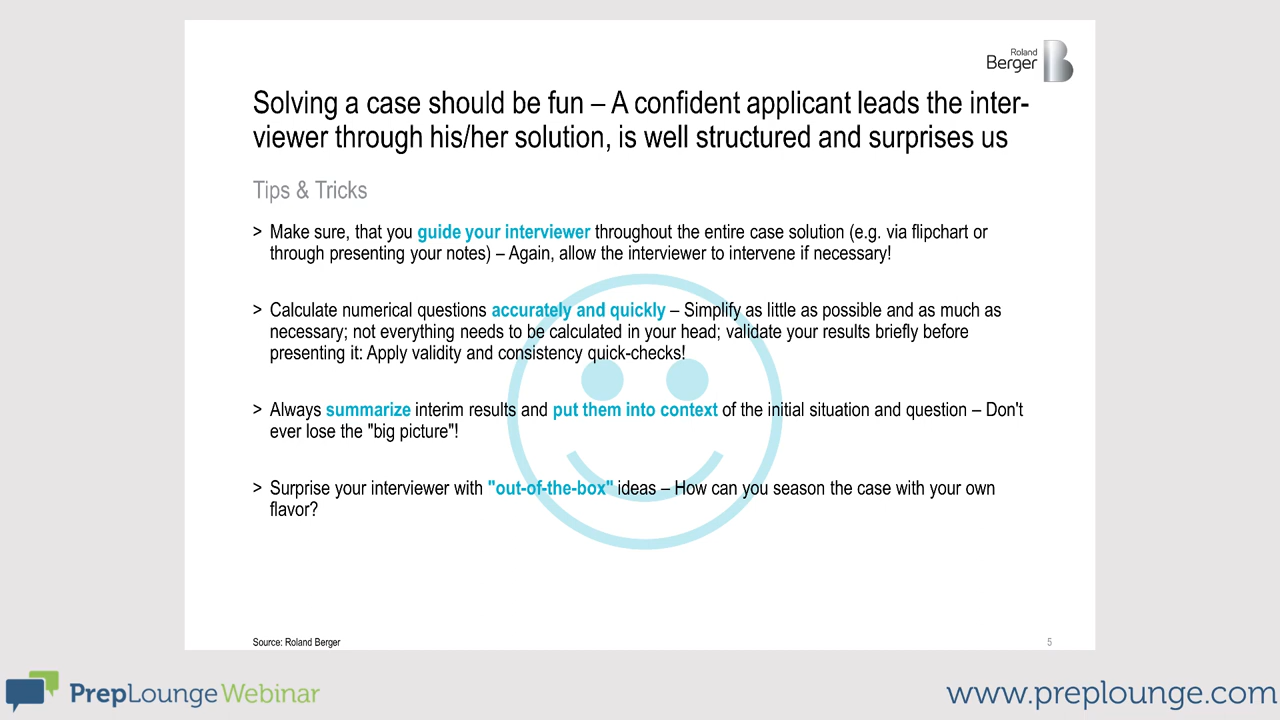 Roland
Berger
Solving a case should be fun – A confident applicant leads the inter-
viewer through his/her solution, is well structured and surprises us
Tips & Tricks
> Make sure, that you guide your interviewer throughout the entire case solution (e.g. via flipchart or
through presenting your notes) – Again, allow the interviewer to intervene if necessary!
> Calculate numerical questions accurately and quickly – Simplify as little as possible and as much as
necessary; not everything needs to be calculated in your head; validate your results briefly before
presenting it: Apply validity and consistency quick-checks!
> Always summarize interim results and put them into context of the initial situation and question – Don't
ever lose the "big picture"!
> Surprise your interviewer with "out-of-the-box" ideas – How can you season the case with your own
flavor?
Source: Roland Berger
5
PrepLounge Webinar
www.preplounge.com